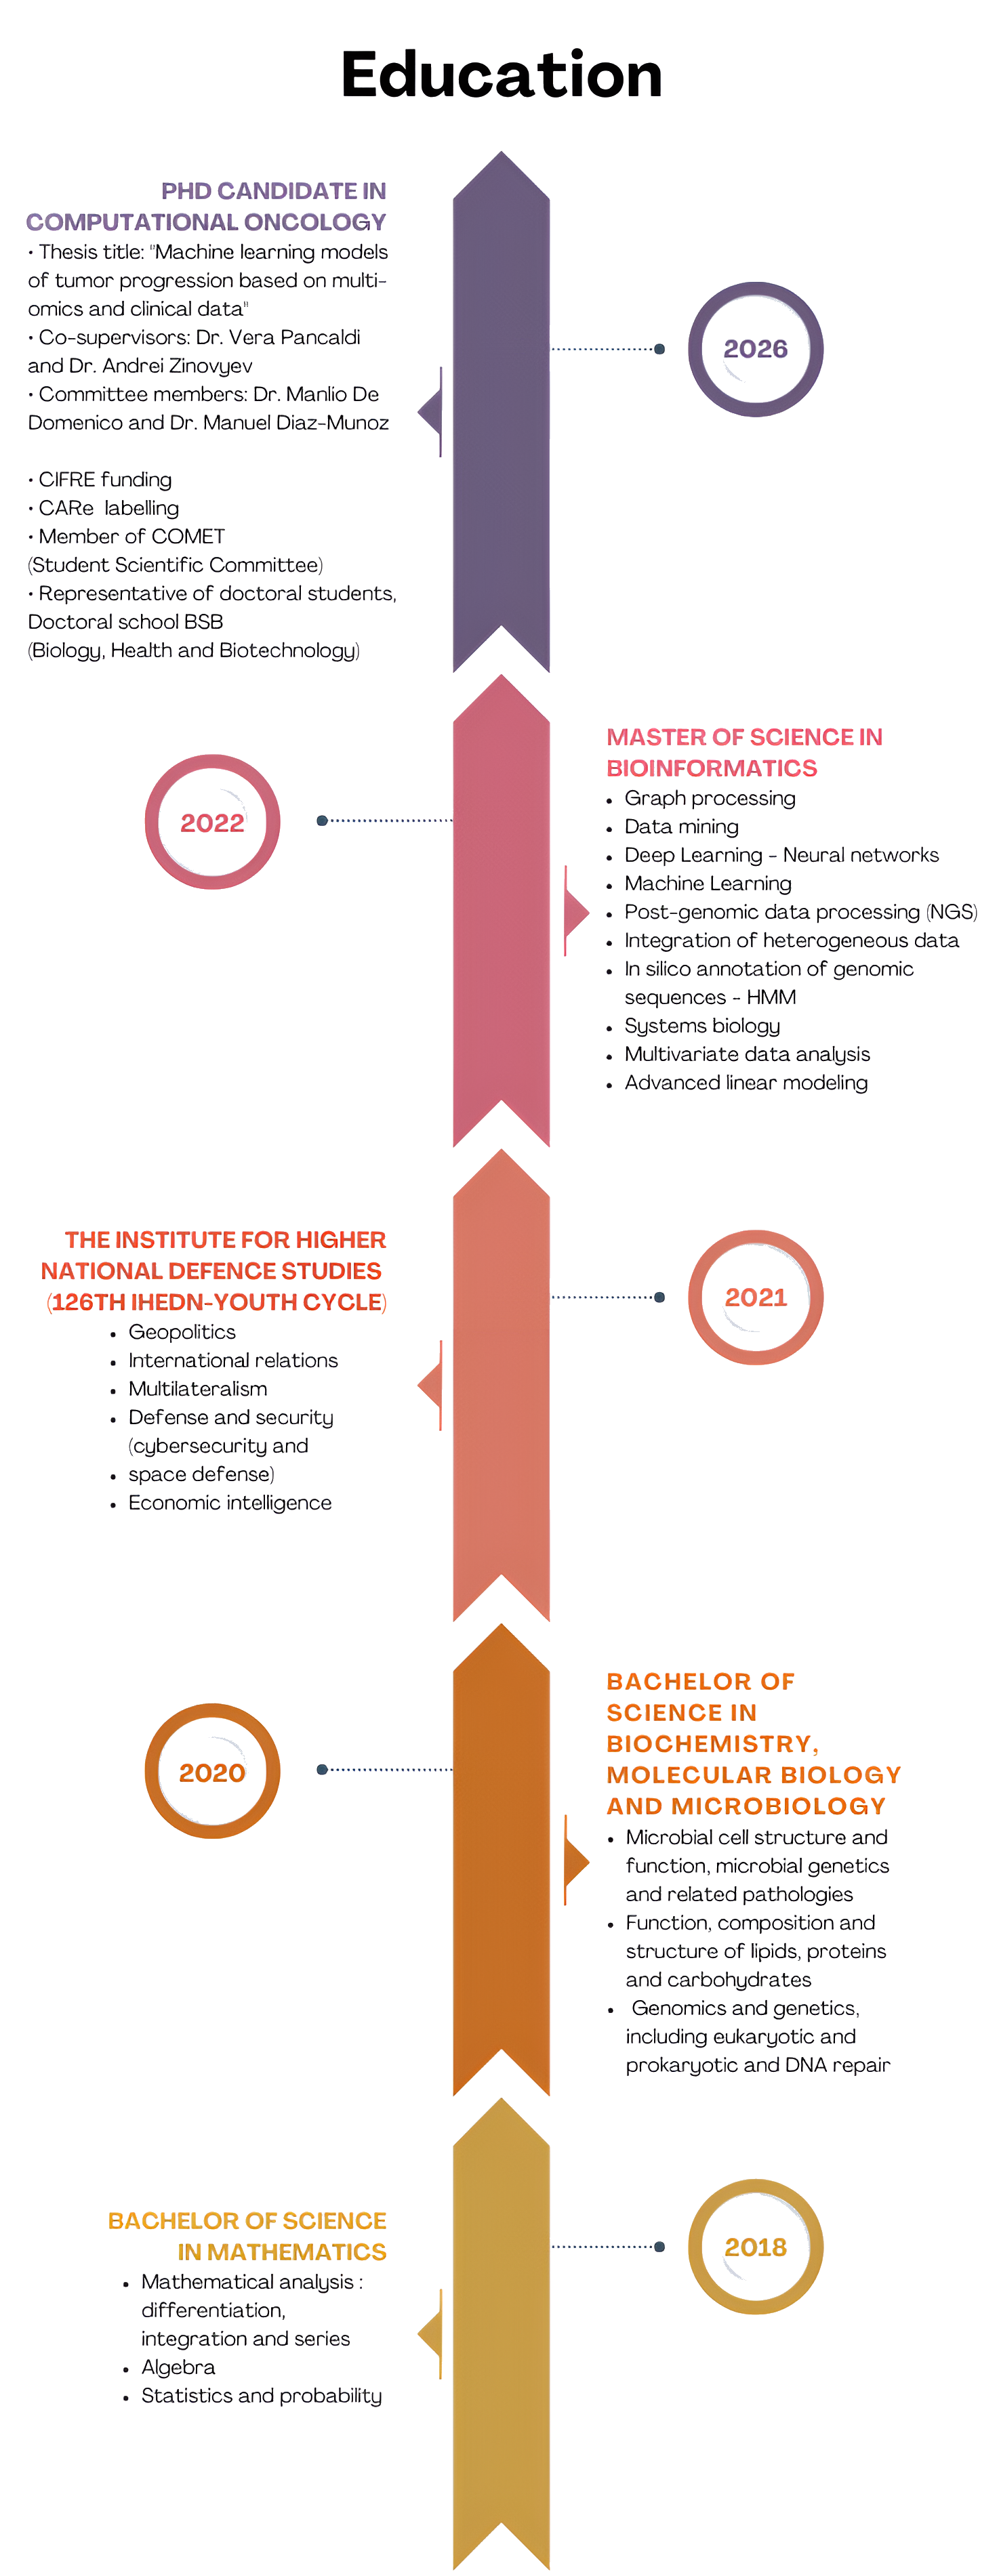 Education
PHD CANDIDATE IN
COMPUTATIONAL ONCOLOGY
• Thesis title: "Machine learning models
of tumor progression based on multi-
omics and clinical data"
• Co-supervisors: Dr. Vera Pancaldi
and Dr. Andrei Zinovyev
• Committee members: Dr. Manlio De
Domenico and Dr. Manuel Diaz-Munoz
• CIFRE funding
• CARe labelling
• Member of COMET
(Student Scientific Committee)
• Representative of doctoral students,
Doctoral school BSB
(Biology, Health and Biotechnology)
2026
2022
MASTER OF SCIENCE IN
BIOINFORMATICS
• Graph processing
• Data mining
• Deep Learning - Neural networks
• Machine Learning
• Post-genomic data processing (NGS)
• Integration of heterogeneous data
• In silico annotation of genomic
sequences - HMM
• Systems biology
• Multivariate data analysis
• Advanced linear modeling
THE INSTITUTE FOR HIGHER
NATIONAL DEFENCE STUDIES
(126TH IHEDN-YOUTH CYCLE)
• Geopolitics
• International relations
• Multilateralism
• Defense and security
(cybersecurity and
• space defense)
• Economic intelligence
2021
2020
BACHELOR OF
SCIENCE IN
BIOCHEMISTRY,
MOLECULAR BIOLOGY
AND MICROBIOLOGY
• Microbial cell structure and
function, microbial genetics
and related pathologies
• Function, composition and
structure of lipids, proteins
and carbohydrates
• Genomics and genetics,
including eukaryotic and
prokaryotic and DNA repair
BACHELOR OF SCIENCE
IN MATHEMATICS
• Mathematical analysis :
differentiation,
integration and series
• Algebra
• Statistics and probability
2018